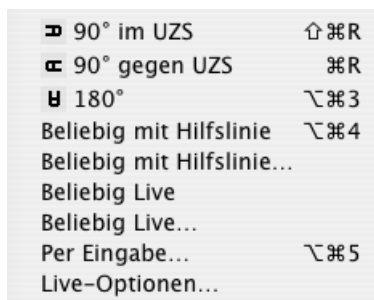 90° im UZS ⇧⌘R
90° gegen UZS ⌘R
180° ⌥⌘3
Beliebig mit Hilfslinie ⌥⌘4
Beliebig mit Hilfslinie...
Beliebig Live
Beliebig Live...
Per Eingabe... ⌥⌘5
Live-Optionen...